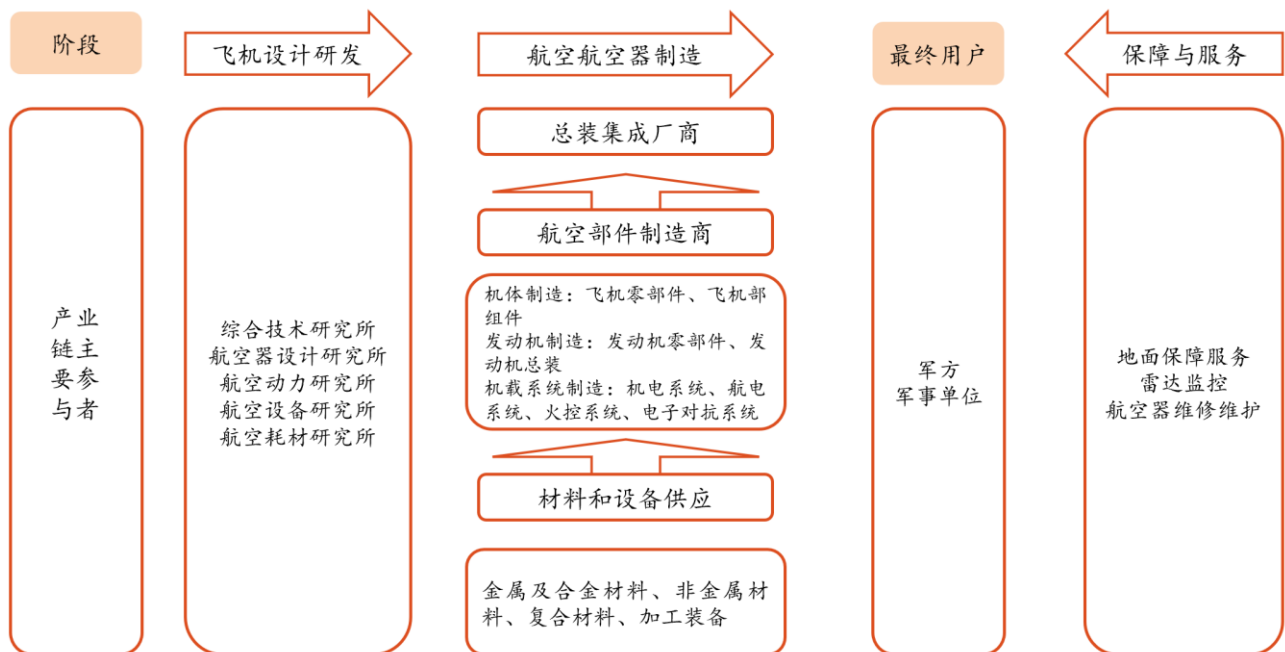 阶段
飞机设计研发
航空航空器制造
最终用户
保障与服务
产业
链主
要参
与者
综合技术研究所
航空器设计研究所
航空动力研究所
航空设备研究所
航空耗材研究所
总装集成厂商
航空部件制造商
机体制造：飞机零部件、飞机部
组件
发动机制造：发动机零部件、发
动机总装
机载系统制造：机电系统、航电
系统、火控系统、电子对抗系统
材料和设备供应
金属及合金材料、非金属材
料、复合材料、加工装备
军方
军事单位
地面保障服务
雷达监控
航空器维修维护